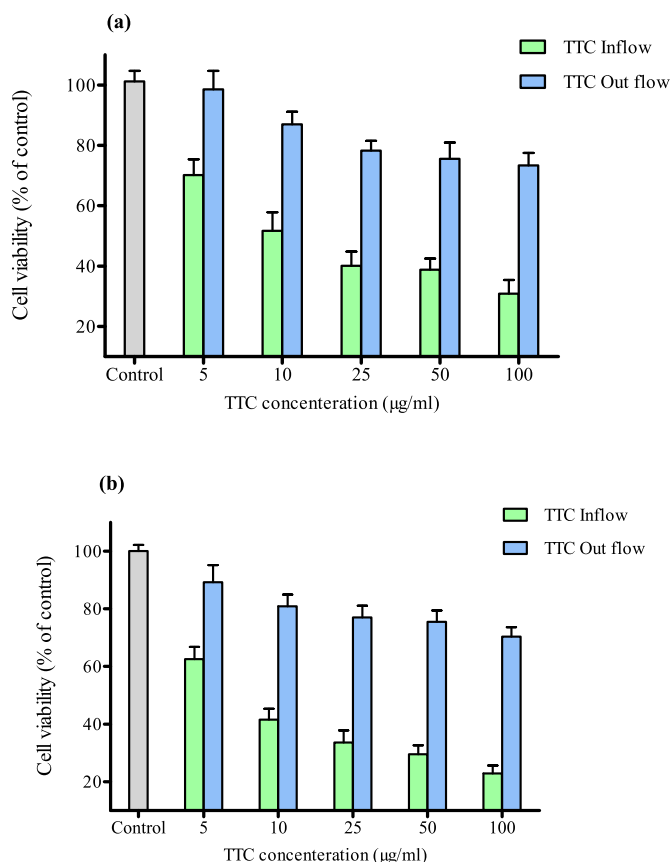 (a)
TTC Inflow
TTC Out flow
Cell viability (% of control)
100
80
60
40
20
Control 5 10 25 50 100
TTC concenteration (μg/ml)
(b)
TTC Inflow
TTC Out flow
Cell viability (% of control)
100
80
60
40
20
Control 5 10 25 50 100
TTC concenteration (μg/ml)